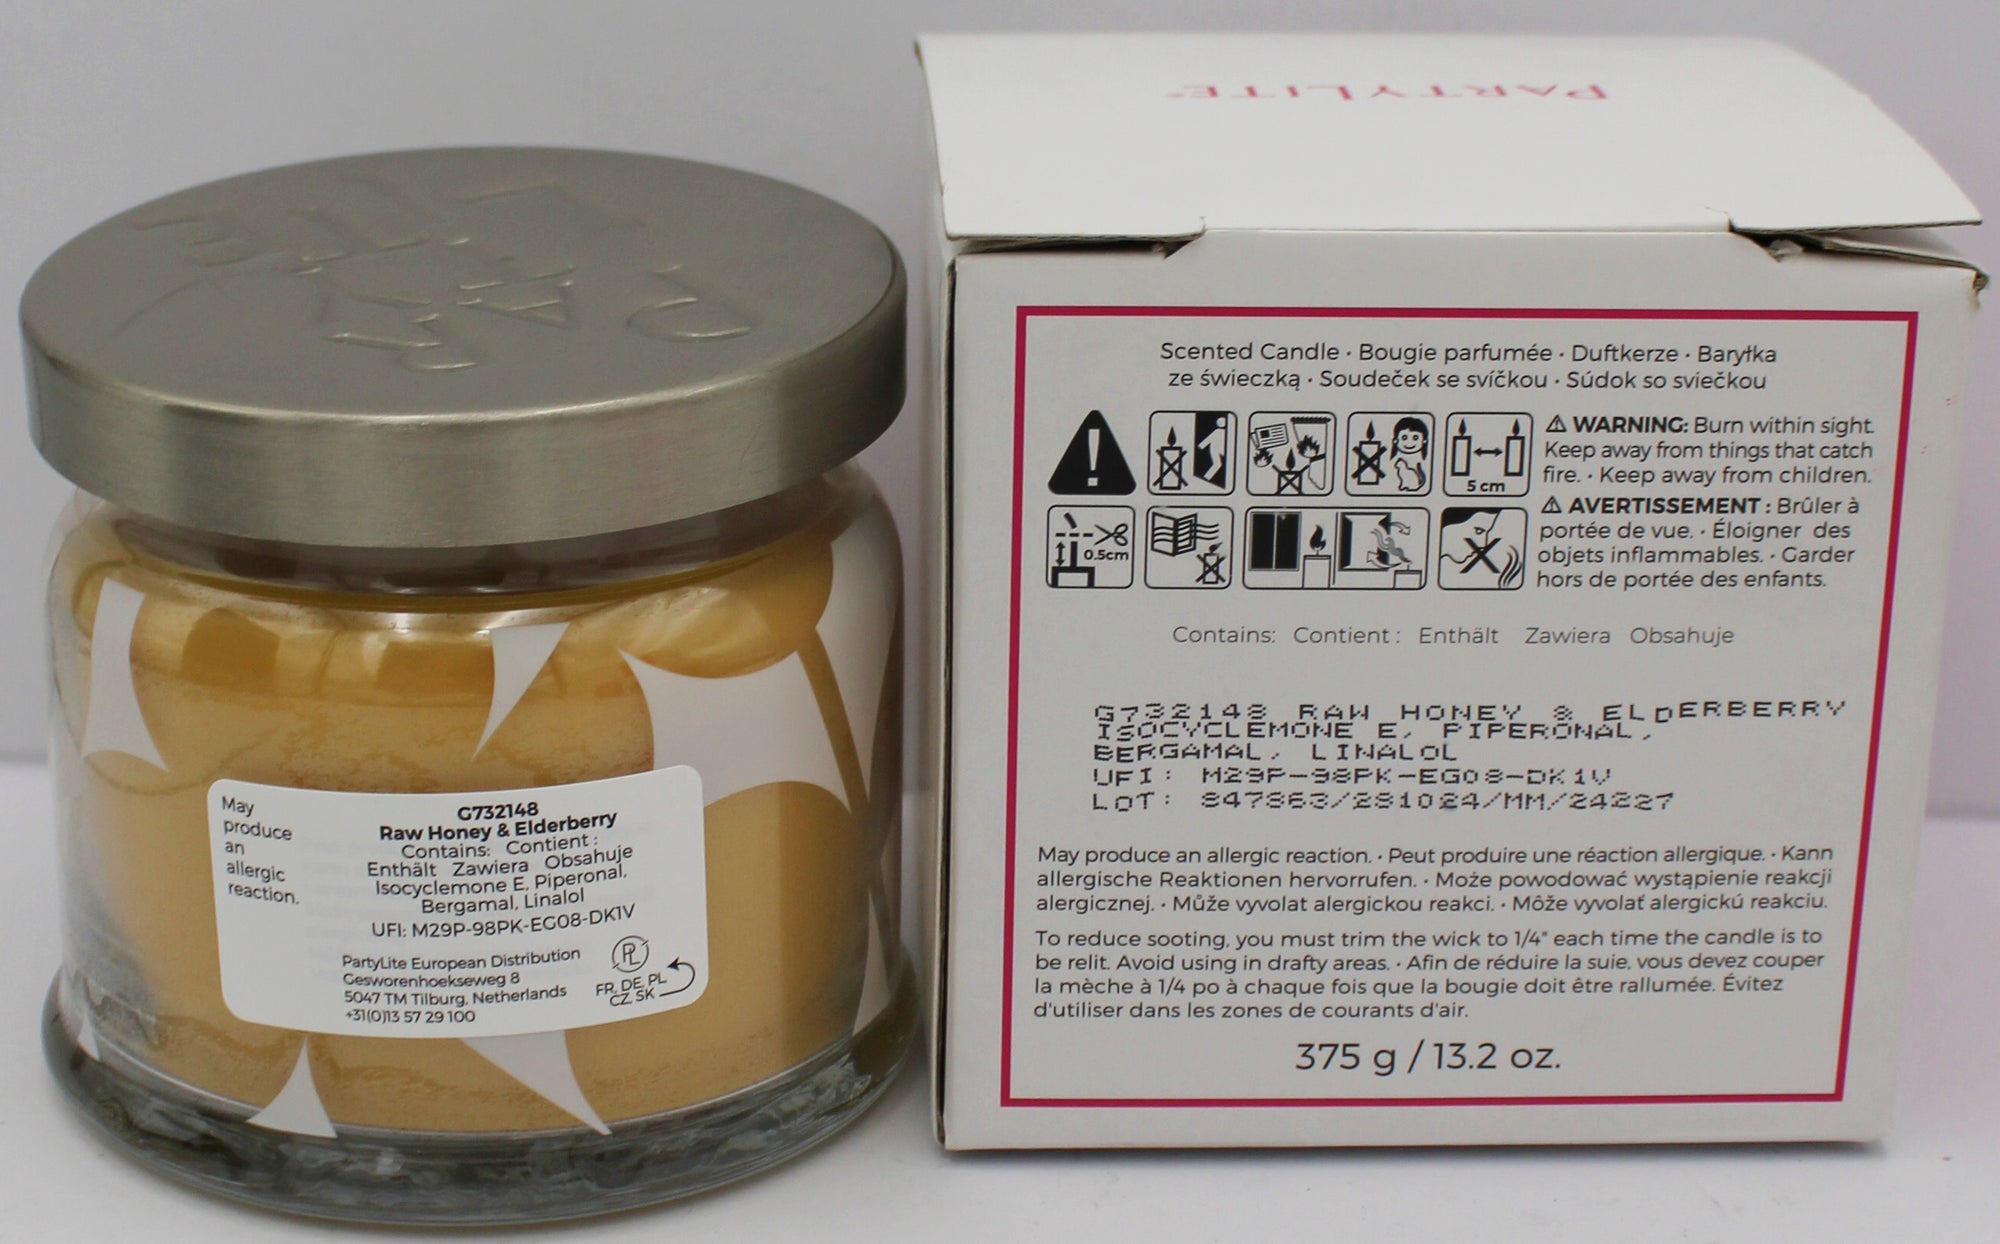 PARTYLITE
PARTYLITE®
May
produce
an
allergic
reaction.
G732148
Raw Honey & Elderberry
Contains: Contient :
Enthält Zawiera Obsahuje
Isocyclemone E, Piperonal,
Bergamal, Linalol
UFI: M29P-98PK-EG08-DK1V
PartyLite European Distribution
Gesworenhoekseweg 8
5047 TM Tilburg, Netherlands
+31(0)13 57 29 100
PL
FR, DE, PL
CZ, SK
Scented Candle · Bougie parfumée · Duftkerze · Baryłka
ze świeczką · Soudeček se svíčkou · Súdok so sviečkou
5 cm
0.5cm
⚠ WARNING: Burn within sight.
Keep away from things that catch
fire. · Keep away from children.
⚠ AVERTISSEMENT : Brûler à
portée de vue. · Éloigner des
objets inflammables. · Garder
hors de portée des enfants.
Contains: Contient : Enthält Zawiera Obsahuje
G732148 RAW HONEY & ELDERBERRY
ISOCYCLEMONE E, PIPERONAL,
BERGAMAL, LINALOL
UFI: M29P-98PK-EG08-DK1V
LOT: 847863/281024/MM/24227
May produce an allergic reaction. · Peut produire une réaction allergique. · Kann
allergische Reaktionen hervorrufen. · Może powodować wystąpienie reakcji
alergicznej. · Může vyvolat alergickou reakci. · Môže vyvolať alergickú reakciu.
To reduce sooting, you must trim the wick to 1/4" each time the candle is to
be relit. Avoid using in drafty areas. · Afin de réduire la suie, vous devez couper
la mèche à 1/4 po à chaque fois que la bougie doit être rallumée. Évitez
d'utiliser dans les zones de courants d'air.
375 g / 13.2 oz.